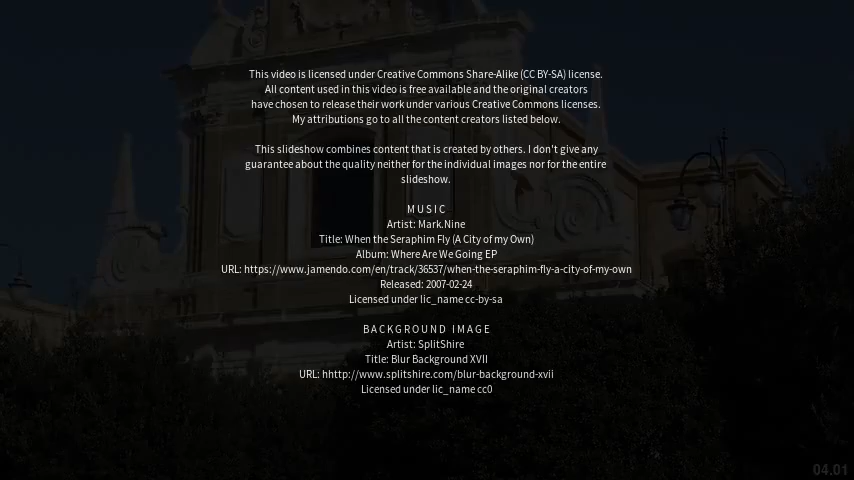 This video is licensed under Creative Commons Share-Alike (CC BY-SA) license.
All content used in this video is free available and the original creators
have chosen to release their work under various Creative Commons licenses.
My attributions go to all the content creators listed below.
This slideshow combines content that is created by others. I don't give any
guarantee about the quality neither for the individual images nor for the entire
slideshow.
MUSIC
Artist: Mark.Nine
Title: When the Seraphim Fly (A City of my Own)
Album: Where Are We Going EP
URL: https://www.jamendo.com/en/track/36537/when-the-seraphim-fly-a-city-of-my-own
Released: 2007-02-24
Licensed under lic_name cc-by-sa
BACKGROUND IMAGE
Artist: SplitShire
Title: Blur Background XVII
URL: hhttp://www.splitshire.com/blur-background-xvii
Licensed under lic_name cc0
04.01